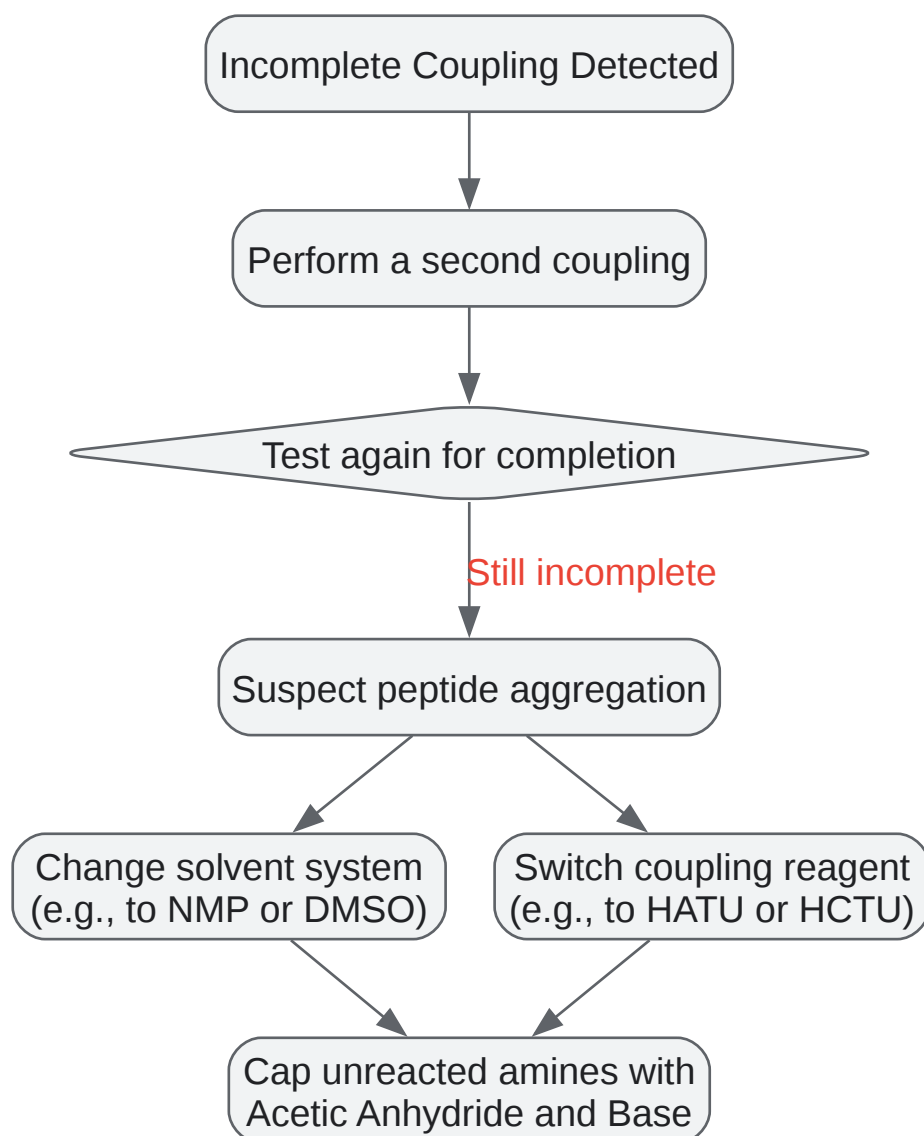 Incomplete Coupling Detected
Perform a second coupling
Test again for completion
Still incomplete
Suspect peptide aggregation
Change solvent system
(e.g., to NMP or DMSO)
Switch coupling reagent
(e.g., to HATU or HCTU)
Cap unreacted amines with
Acetic Anhydride and Base